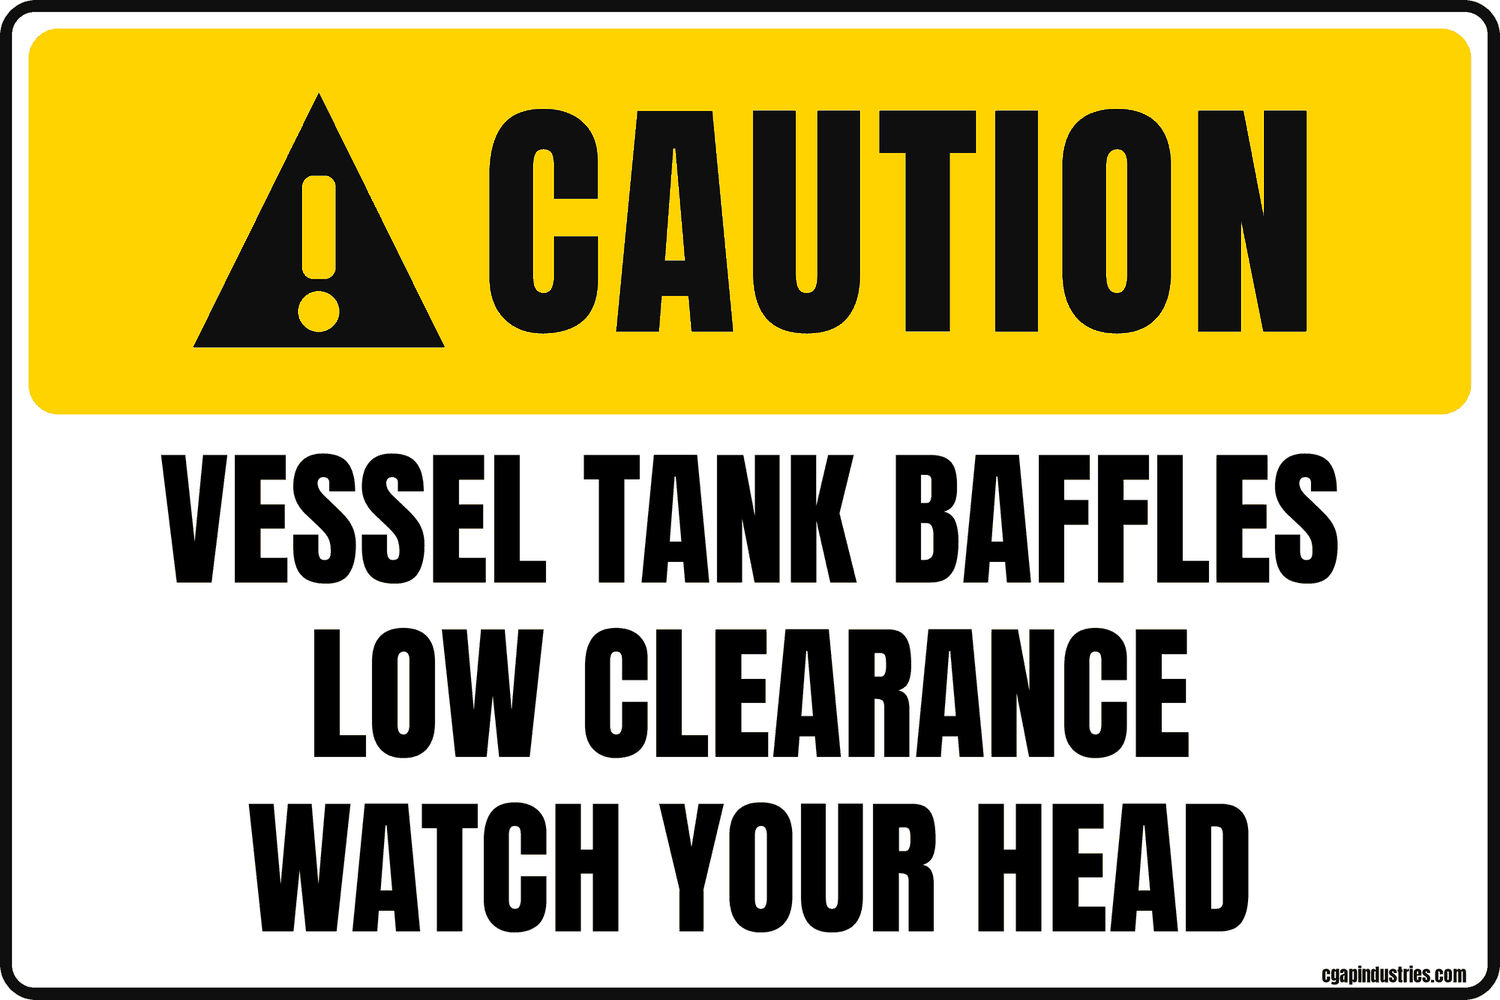 CAUTION
VESSEL TANK BAFFLES
LOW CLEARANCE
WATCH YOUR HEAD
cgapindustries.com